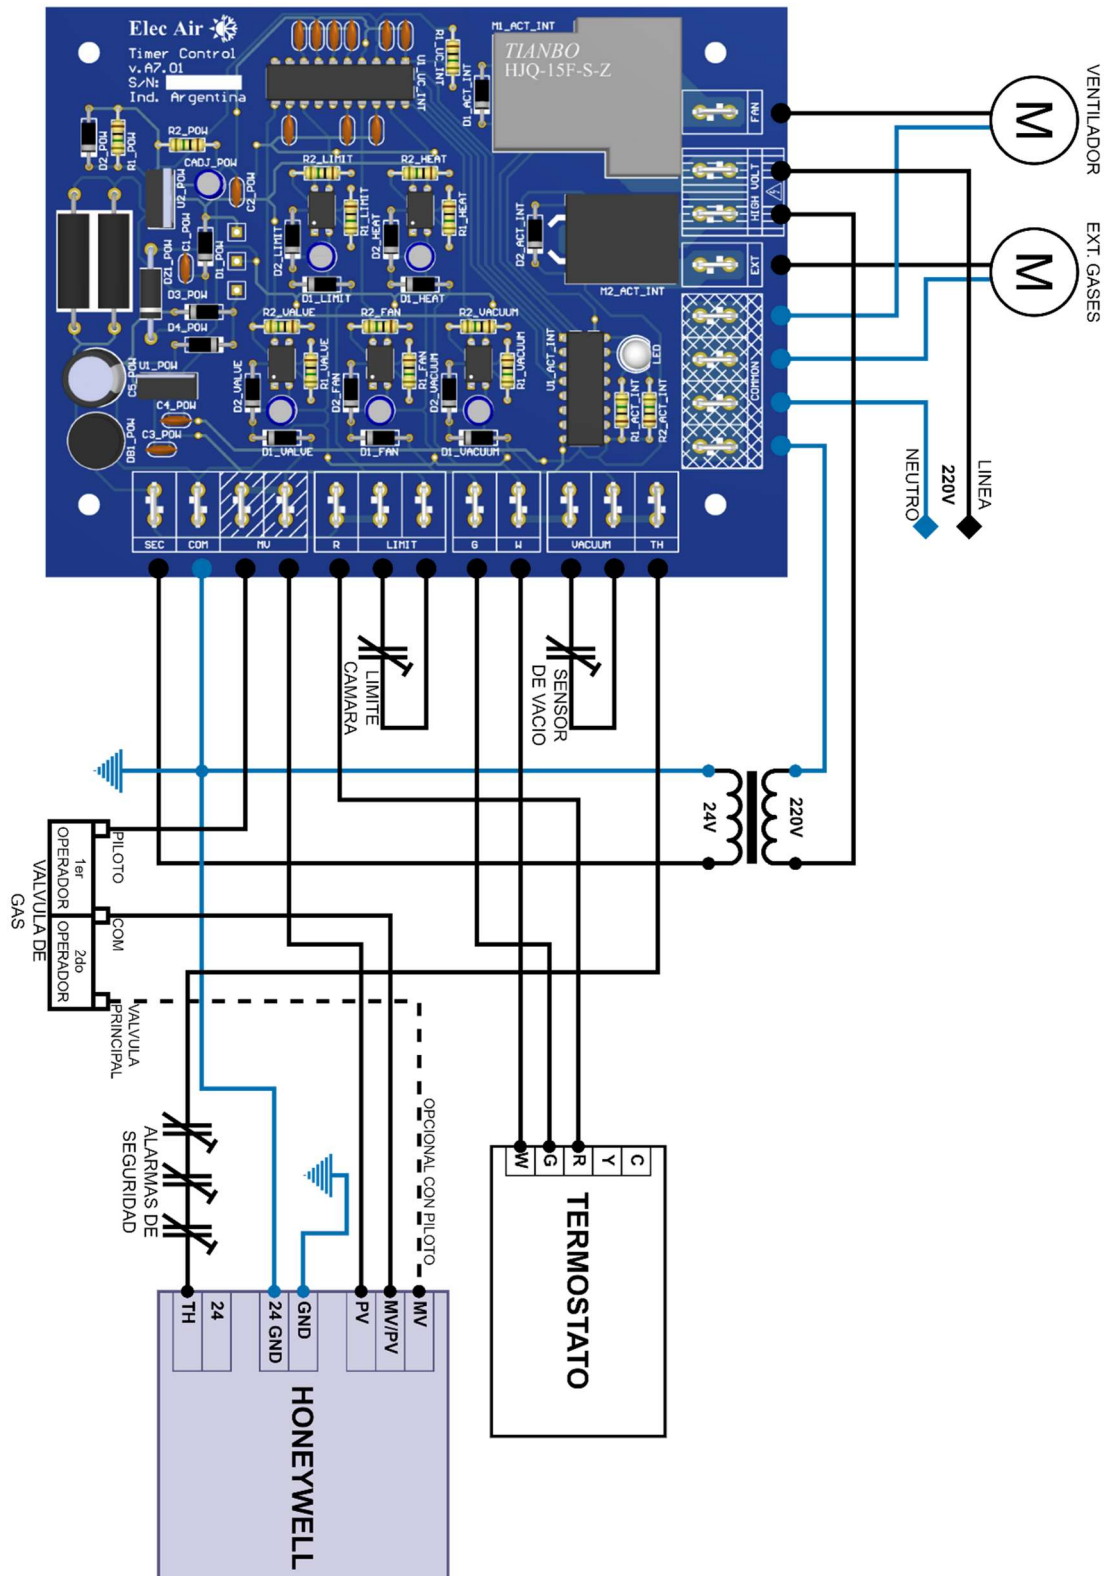 Elec Air
Timer Control
v.A7.01
S/N:
Ind. Argentina
M1_ACT_INT
TIANBO
HJQ-15F-S-Z
R1_UC_INT
U1_UC_INT
D1_ACT_INT
D2_POW
R1_POW
R2_POW
CADJ_POW
U2_POW
C2_POW
C1_POW
D1_POW
DZ1_POW
D3_POW
D4_POW
U1_POW
C5_POW
C4_POW
C3_POW
DB1_POW
R2_LIMIT
R1_LIMIT
D2_LIMIT
D1_LIMIT
R2_HEAT
R1_HEAT
D2_HEAT
D1_HEAT
R2_VALVE
R1_VALVE
D2_VALVE
D1_VALVE
R2_FAN
R1_FAN
D2_FAN
D1_FAN
R2_VACUUM
R1_VACUUM
D2_VACUUM
D1_VACUUM
D2_ACT_INT
M2_ACT_INT
U1_ACT_INT
LED
R1_ACT_INT
R2_ACT_INT
FAN
HIGH VOLT
EXT
COMMON
SEC
COM
MV
R
LIMIT
G
W
VACUUM
TH
VENTILADOR
M
EXT. GASES
M
LINEA
220V
NEUTRO
LIMITE
CAMARA
SENSOR
DE VACIO
24V
220V
PILOTO
COM
VALVULA
PRINCIPAL
1er
OPERADOR
2do
OPERADOR
VALVULA DE
GAS
ALARMAS DE
SEGURIDAD
OPCIONAL CON PILOTO
W
G
R
Y
C
TERMOSTATO
TH
24
24 GND
GND
PV
MV/PV
MV
HONEYWELL